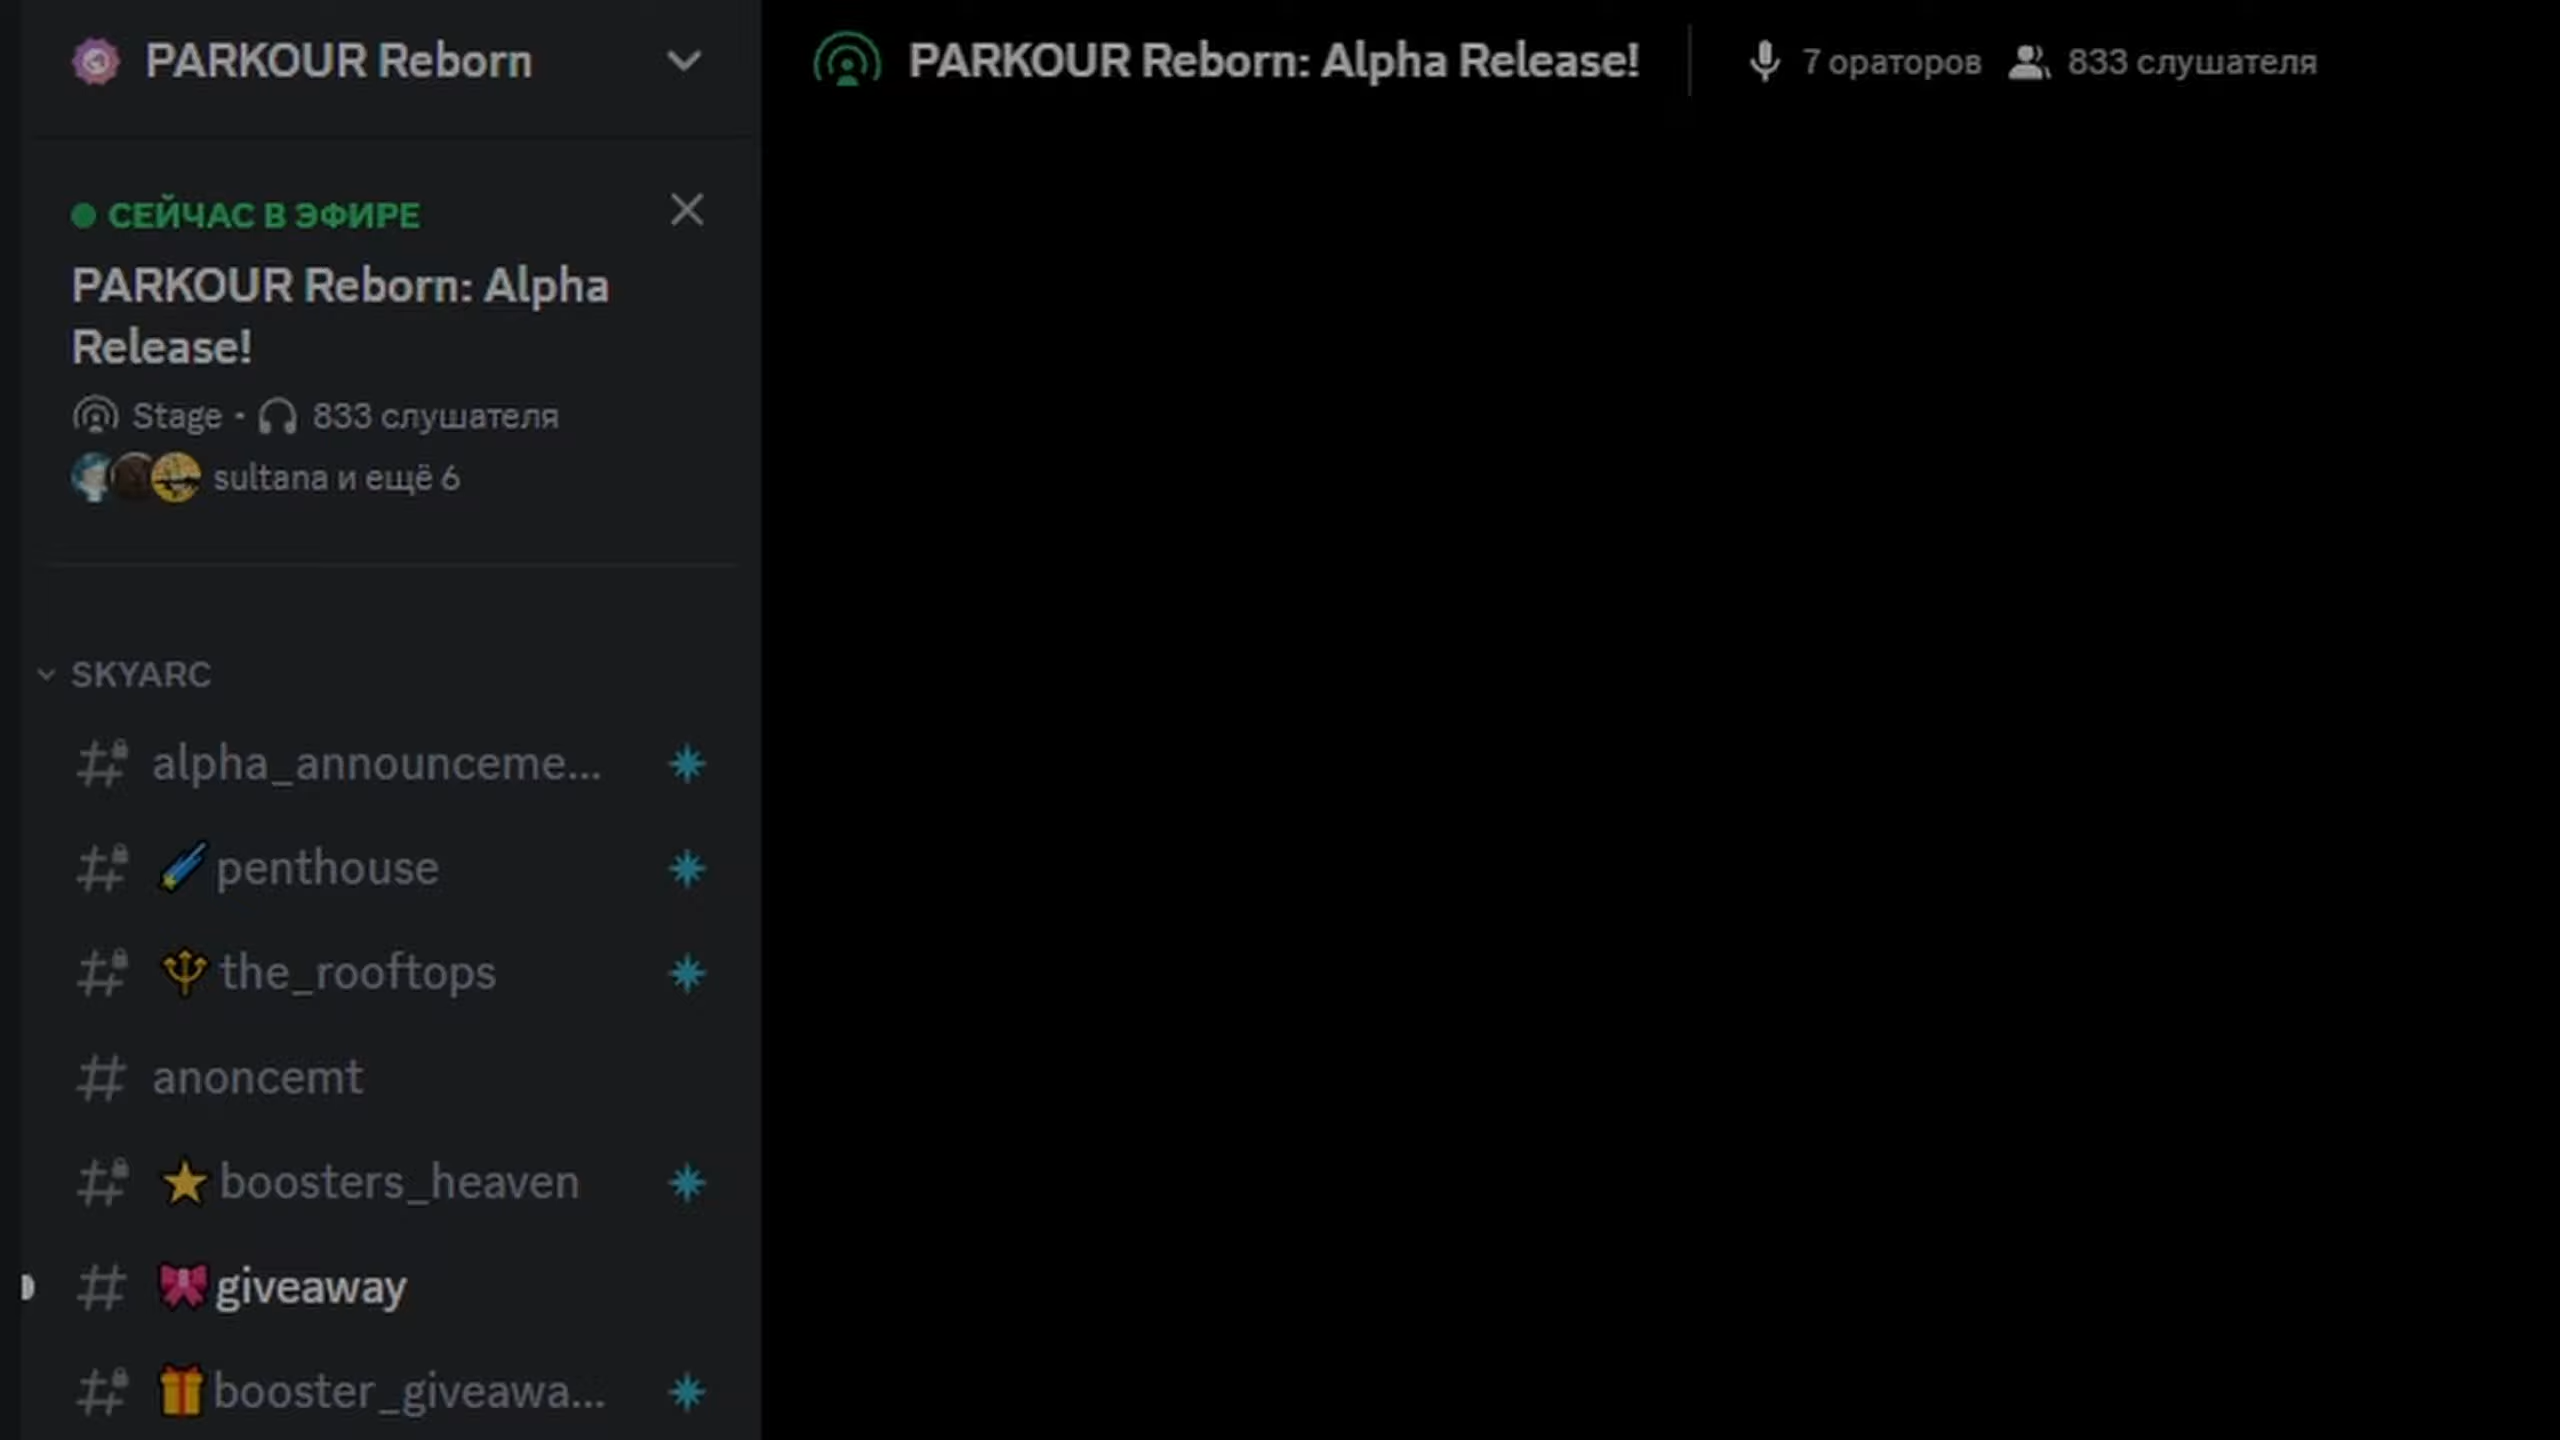 PARKOUR Reborn
PARKOUR Reborn: Alpha Release!
7 ораторов
833 слушателя
СЕЙЧАС В ЭФИРЕ
PARKOUR Reborn: Alpha
Release!
Stage · 833 слушателя
sultana и ещё 6
SKYARC
alpha_announceme...
penthouse
the_rooftops
anoncemt
boosters_heaven
giveaway
booster_giveawa...